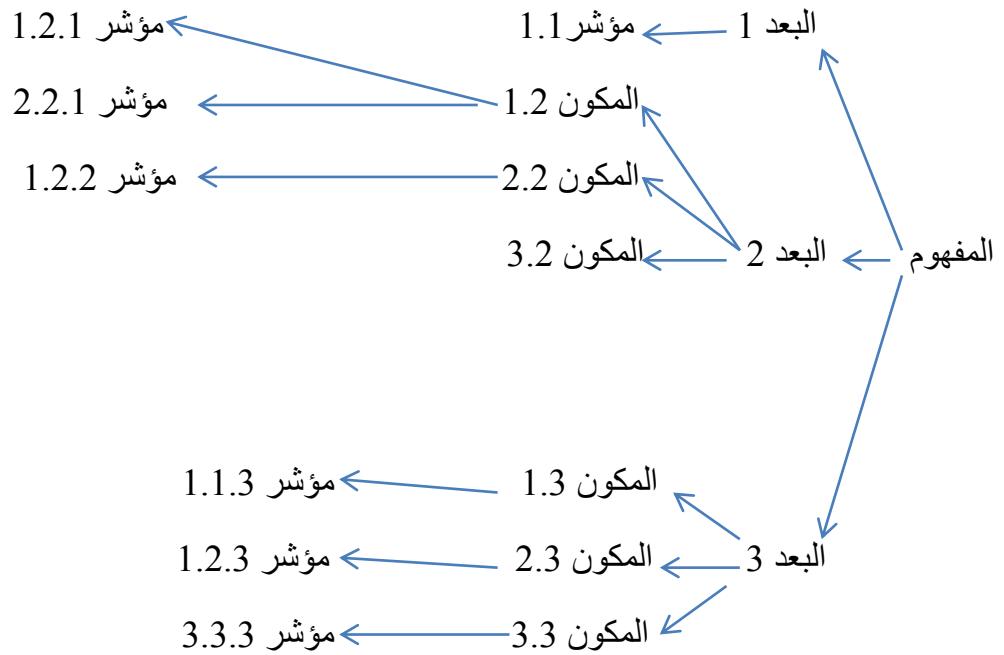 البعد 1 مؤشر1.1 مؤشر 1.2.1
المكون 1.2 مؤشر 2.2.1
المكون 2.2 مؤشر 1.2.2
المفهوم البعد 2 المكون 3.2
المكون 1.3 مؤشر 1.1.3
البعد 3 المكون 2.3 مؤشر 1.2.3
المكون 3.3 مؤشر 3.3.3